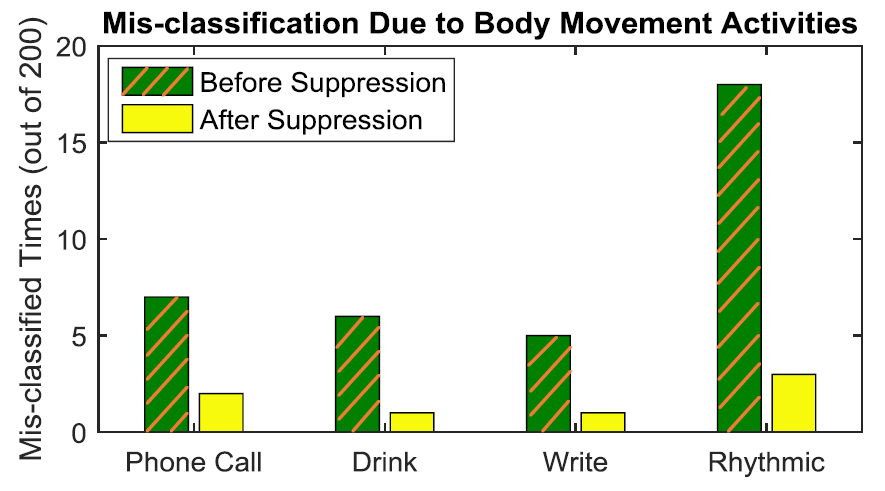 Mis-classification Due to Body Movement Activities
Mis-classified Times (out of 200)
20
15
10
5
0
Before Suppression
After Suppression
Phone Call
Drink
Write
Rhythmic